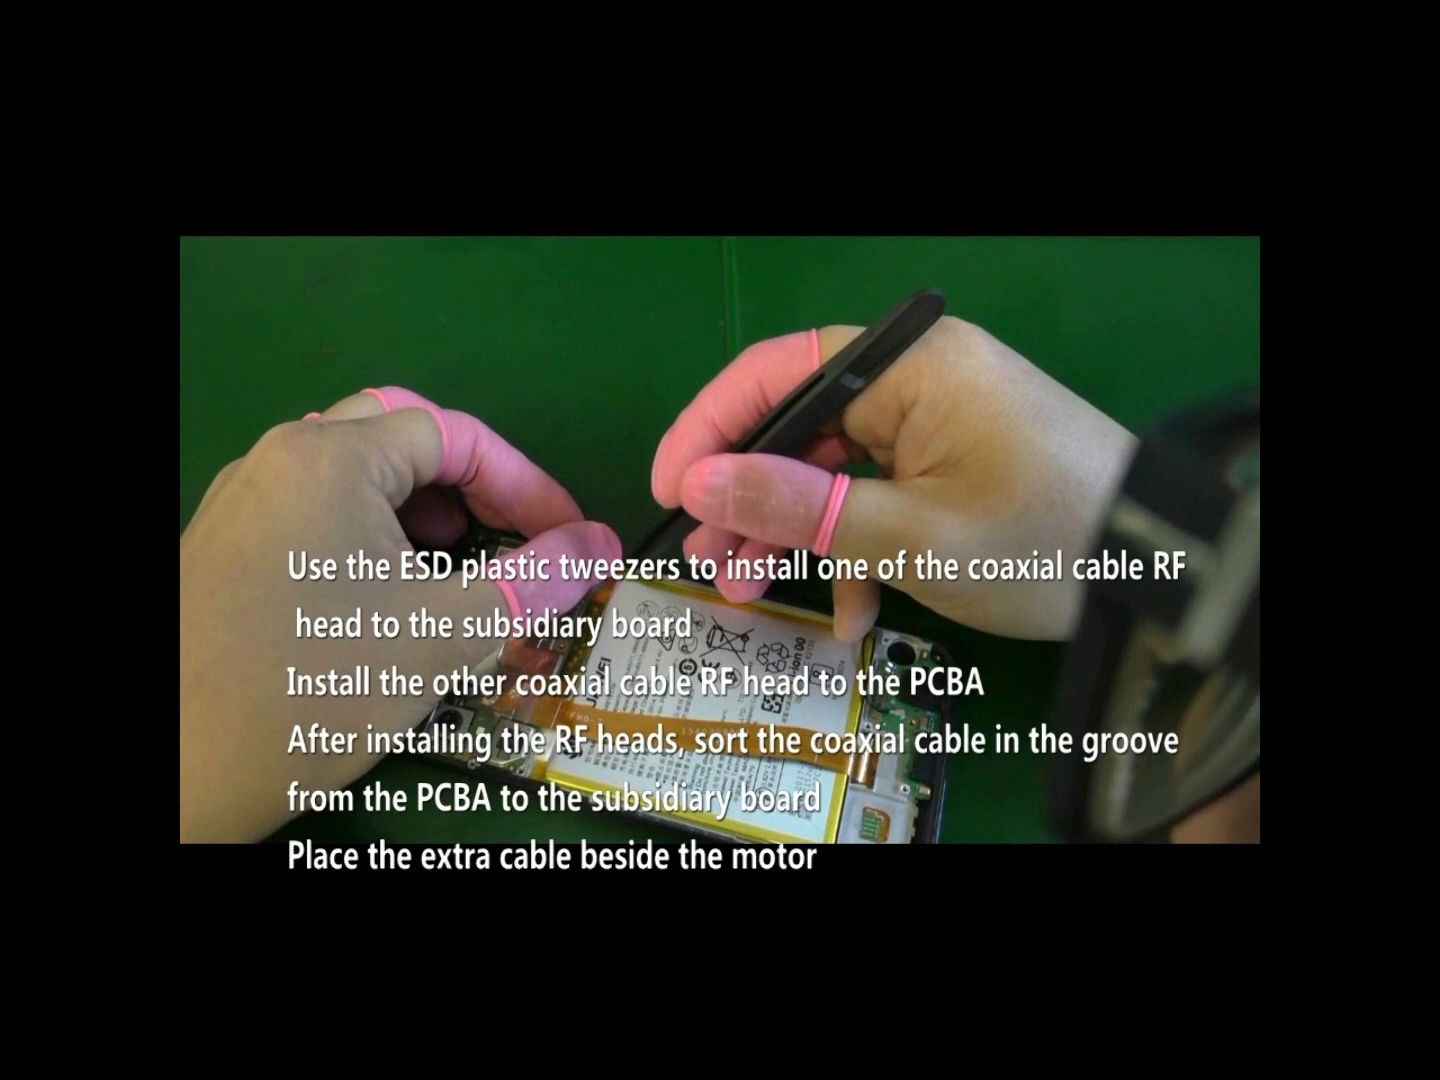 Use the ESD plastic tweezers to install one of the coaxial cable RF
head to the subsidiary board
Install the other coaxial cable RF head to the PCBA
After installing the RF heads, sort the coaxial cable in the groove
from the PCBA to the subsidiary board
Place the extra cable beside the motor